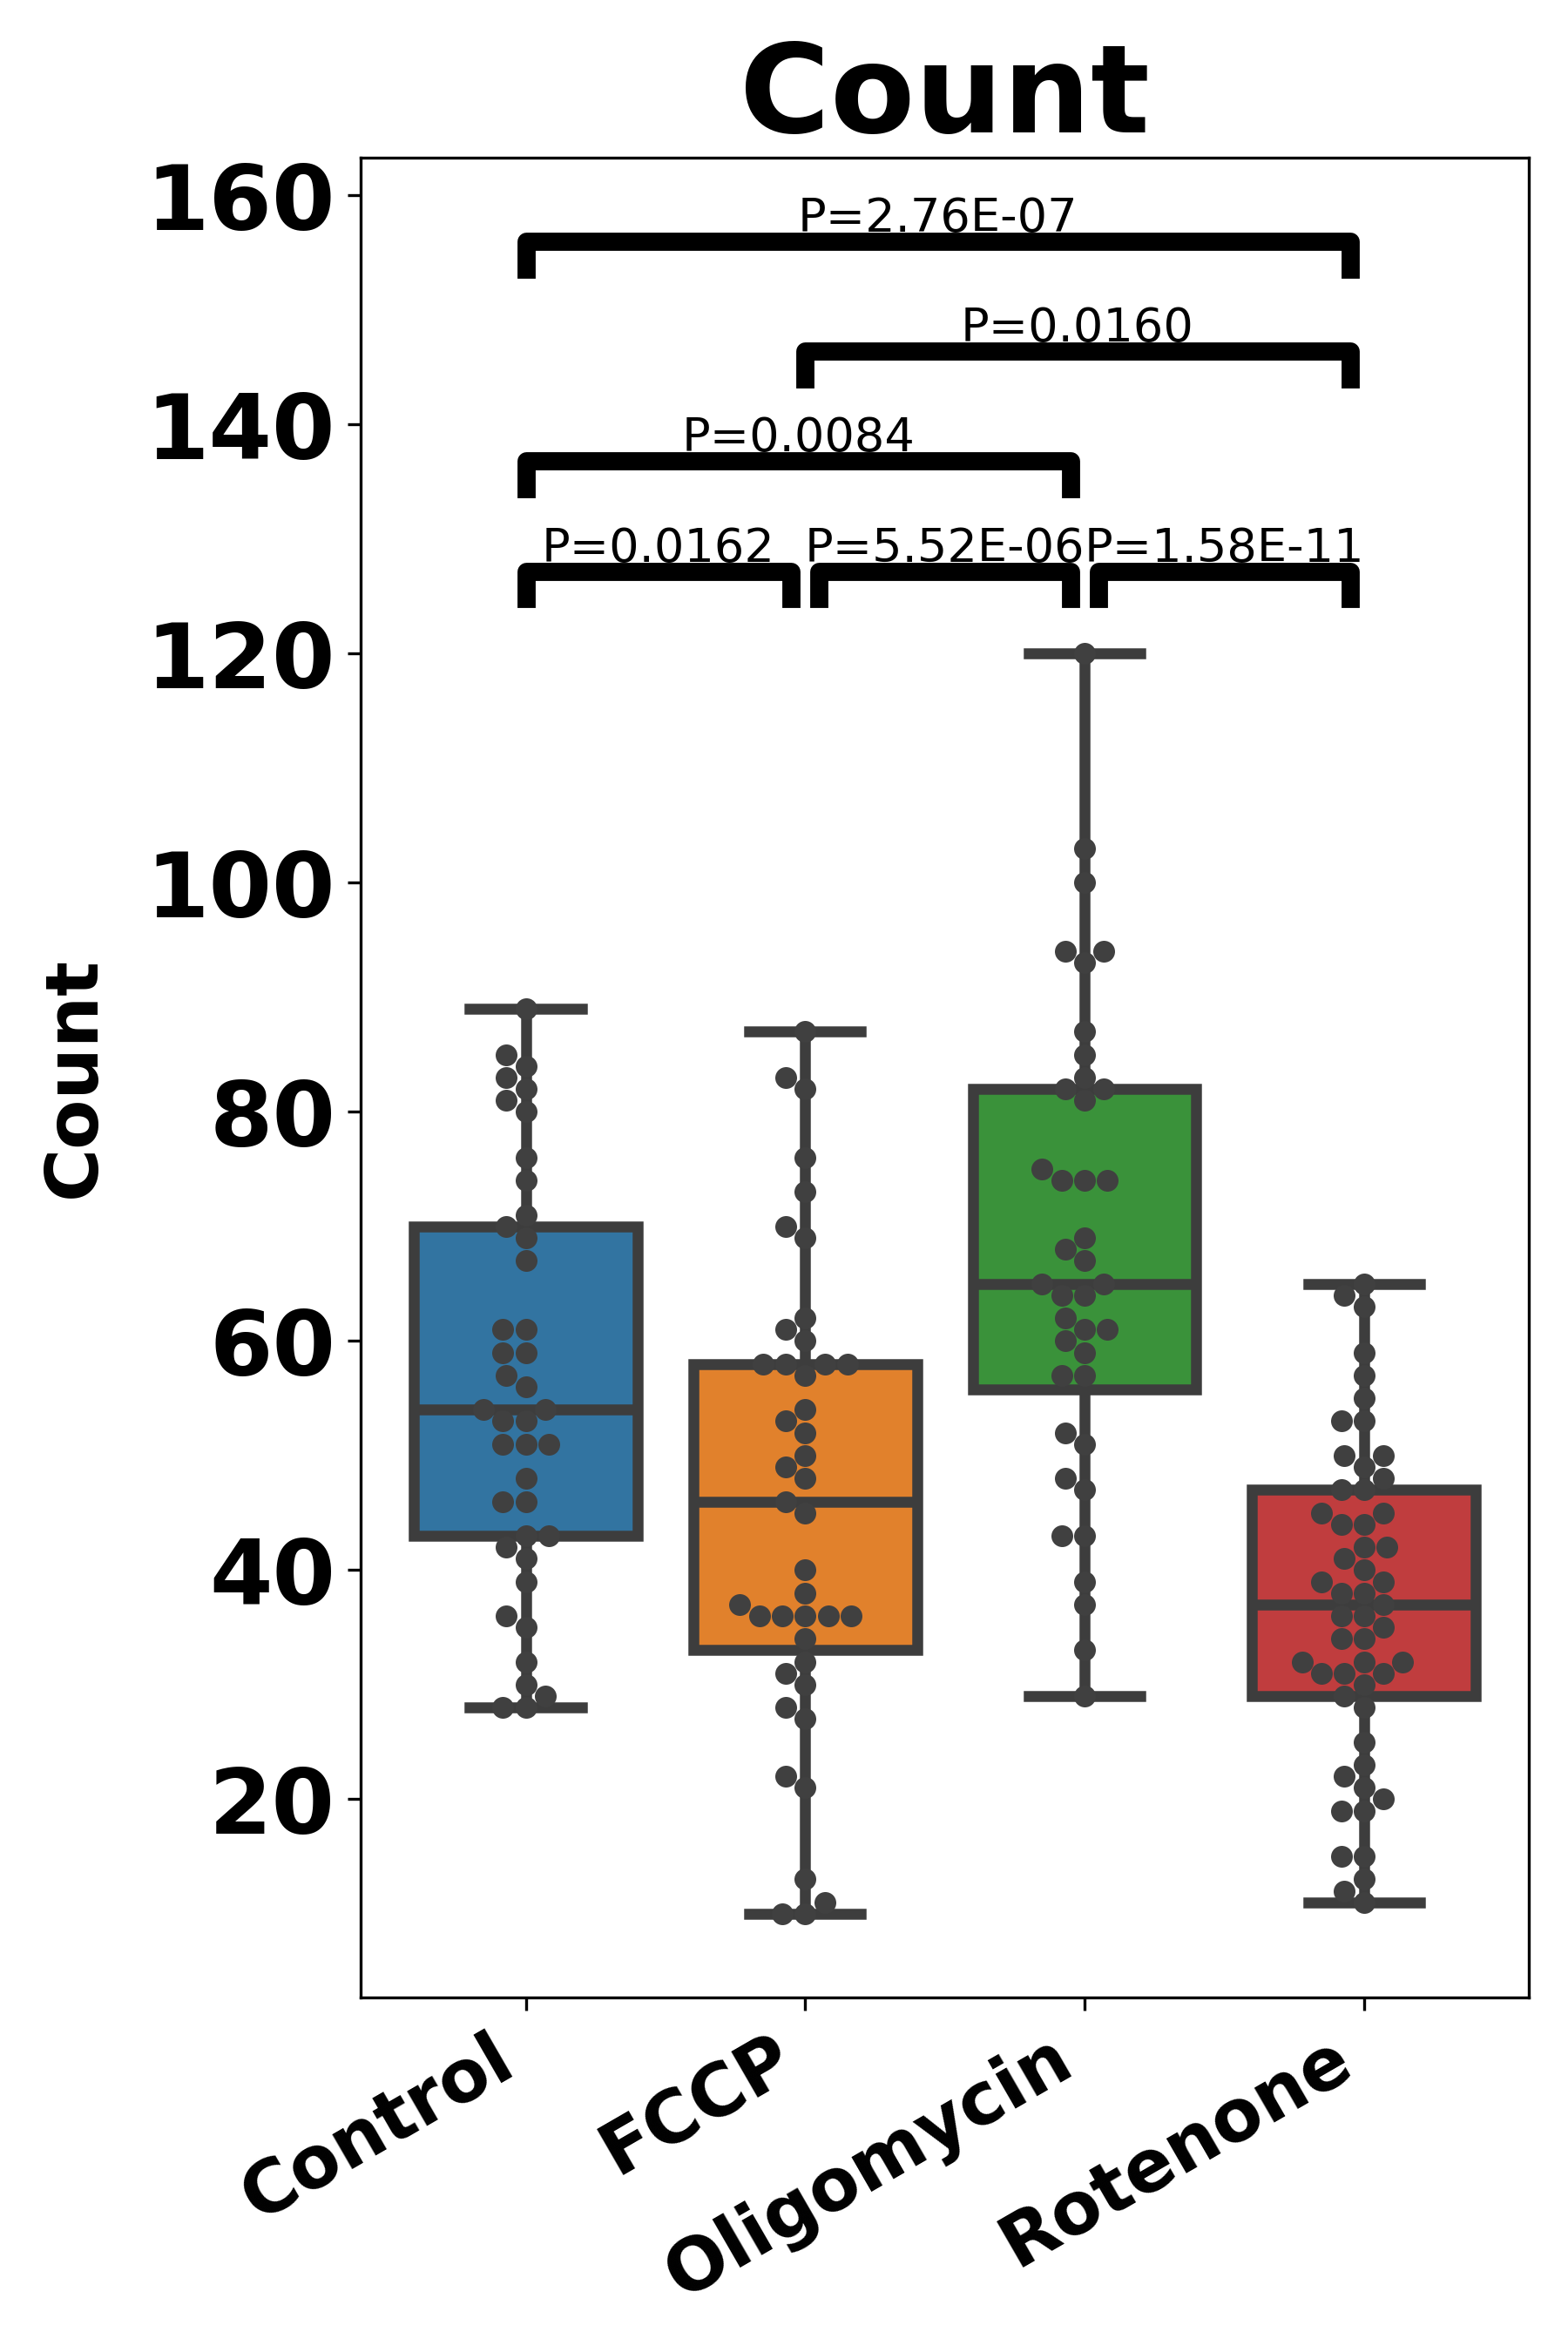 Count
160
P=2.76E-07
P=0.0160
140
P=0.0084
P=0.0162 P=5.52E-06 P=1.58E-11
120
100
Count
80
60
40
20
Control
FCCP
Oligomycin
Rotenone